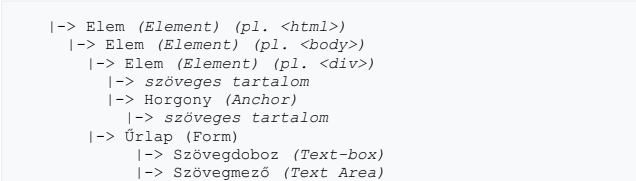 |-> Elem (Element) (pl. <html>)
|-> Elem (Element) (pl. <body>)
|-> Elem (Element) (pl. <div>)
|-> szöveges tartalom
|-> Horgony (Anchor)
|-> szöveges tartalom
|-> Űrlap (Form)
|-> Szövegdoboz (Text-box)
|-> Szövegmező (Text Area)